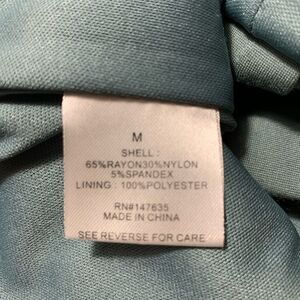 M
SHELL :
65%RAYON30%NYLON
5%SPANDEX
LINING : 100%POLYESTER
RN#147635
MADE IN CHINA
SEE REVERSE FOR CARE